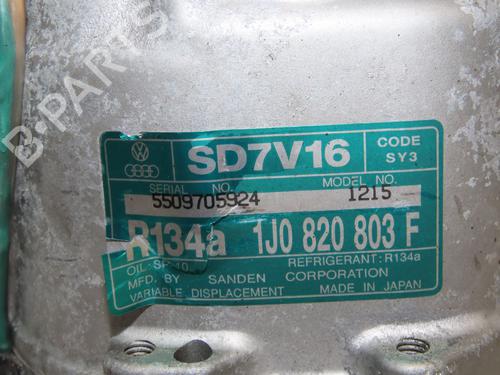 B-PARTS
SD7V16
CODE
SY3
SERIAL NO.
MODEL NO.
5509705924
1215
R134a 1J0 820 803 F
REFRIGERANT: R134a
OIL:
MFD. BY SANDEN CORPORATION
VARIABLE DISPLACEMENT MADE IN JAPAN